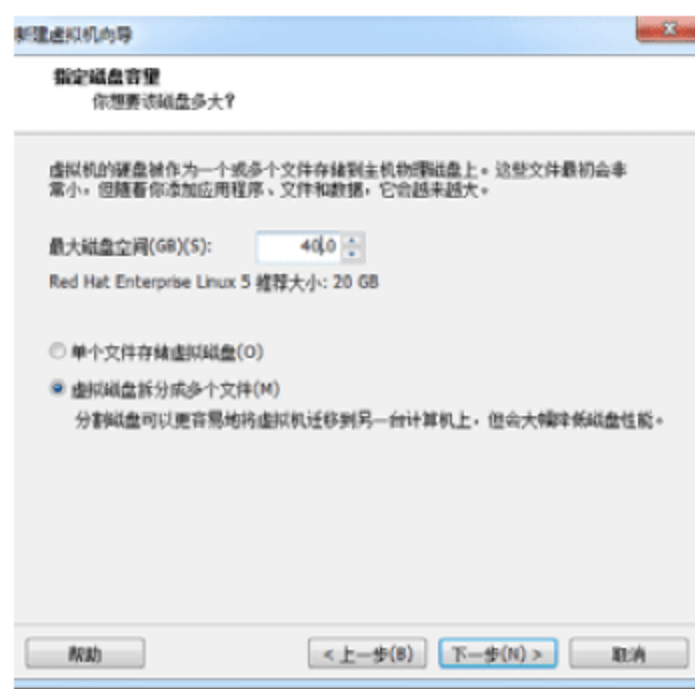 新建虚拟机向导
指定磁盘容量
你想要该磁盘多大?
虚拟机的硬盘被作为一个或多个文件存储到主机物理磁盘上。这些文件最初会非
常小，但随着你添加应用程序、文件和数据，它会越来越大。
最大磁盘空间(GB)(S): 40.0
Red Hat Enterprise Linux 5 推荐大小: 20 GB
单个文件存储虚拟磁盘(O)
虚拟磁盘拆分成多个文件(M)
分割磁盘可以更容易地将虚拟机迁移到另一台计算机上，但会大幅降低磁盘性能。
帮助 < 上一步(B) 下一步(N) > 取消